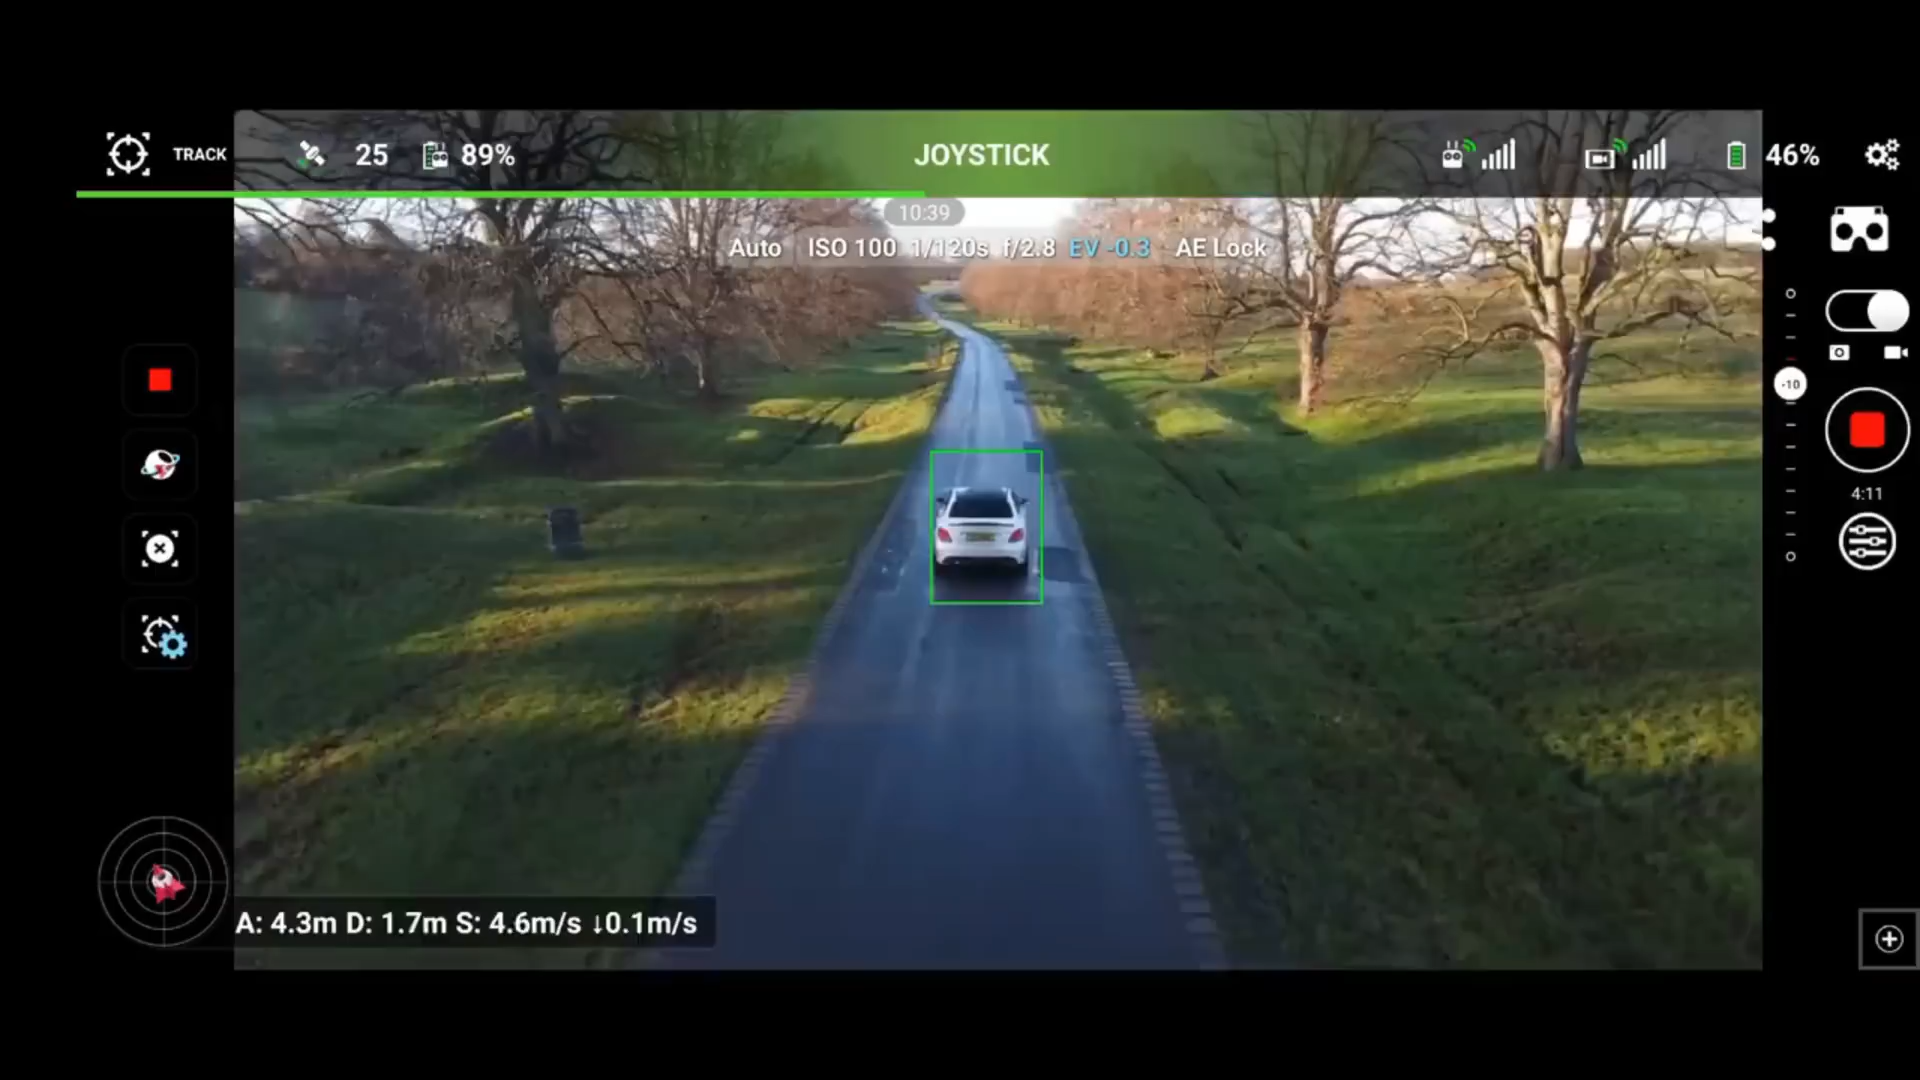 TRACK 25 89% JOYSTICK 46%
10:39
Auto ISO 100 1/120s f/2.8 EV -0.3 AE Lock
-10
4:11
A: 4.3m D: 1.7m S: 4.6m/s ↓0.1m/s